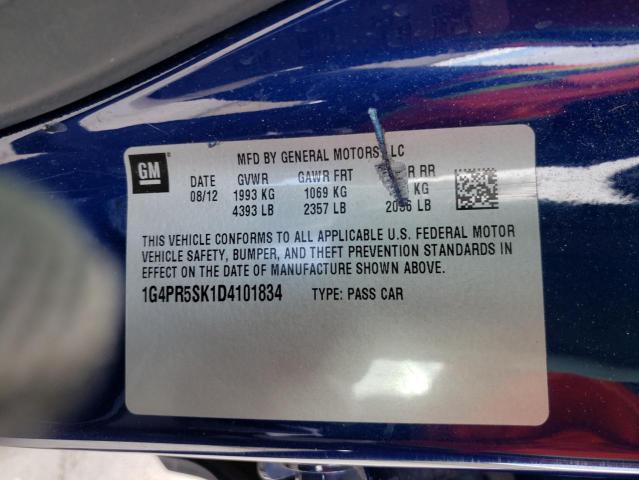 GM
MFD BY GENERAL MOTORS LLC
DATE GVWR GAWR FRT RR
08/12 1993 KG 1069 KG KG
4393 LB 2357 LB LB
THIS VEHICLE CONFORMS TO ALL APPLICABLE U.S. FEDERAL MOTOR
VEHICLE SAFETY, BUMPER, AND THEFT PREVENTION STANDARDS IN
EFFECT ON THE DATE OF MANUFACTURE SHOWN ABOVE.
1G4PR5SK1D4101834 TYPE: PASS CAR